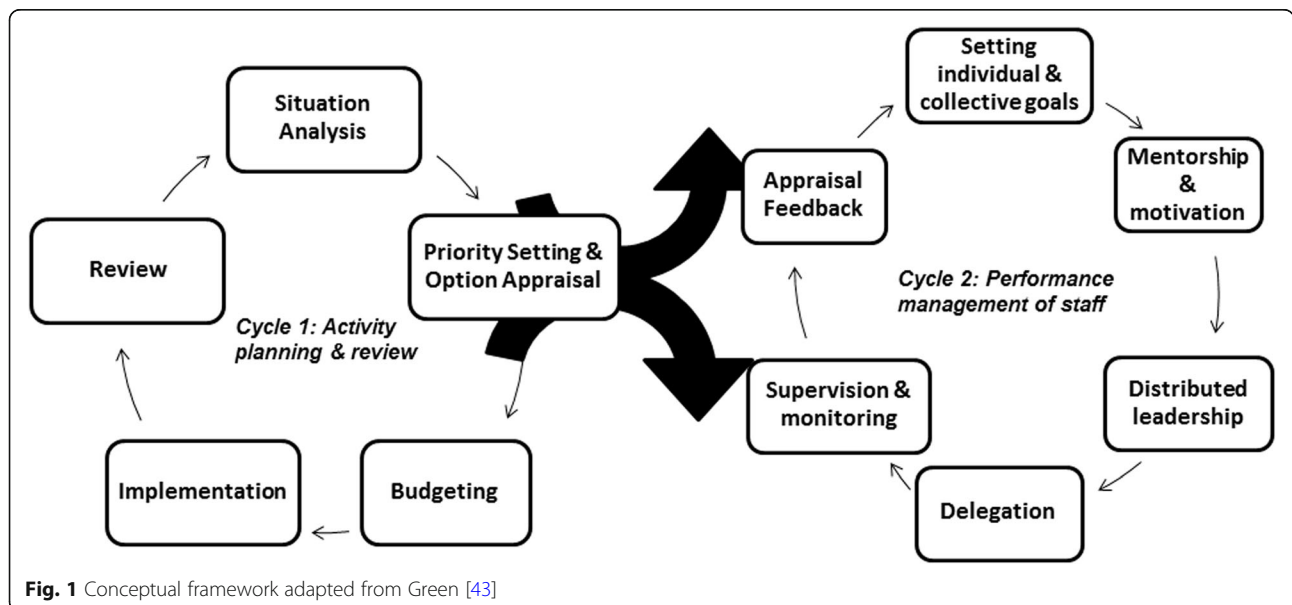 Situation
Analysis
Priority Setting &
Option Appraisal
Budgeting
Implementation
Review
Cycle 1: Activity
planning & review
Setting
individual &
collective goals
Mentorship
&
motivation
Distributed
leadership
Delegation
Supervision &
monitoring
Appraisal
Feedback
Cycle 2: Performance
management of staff
Fig. 1 Conceptual framework adapted from Green [43]